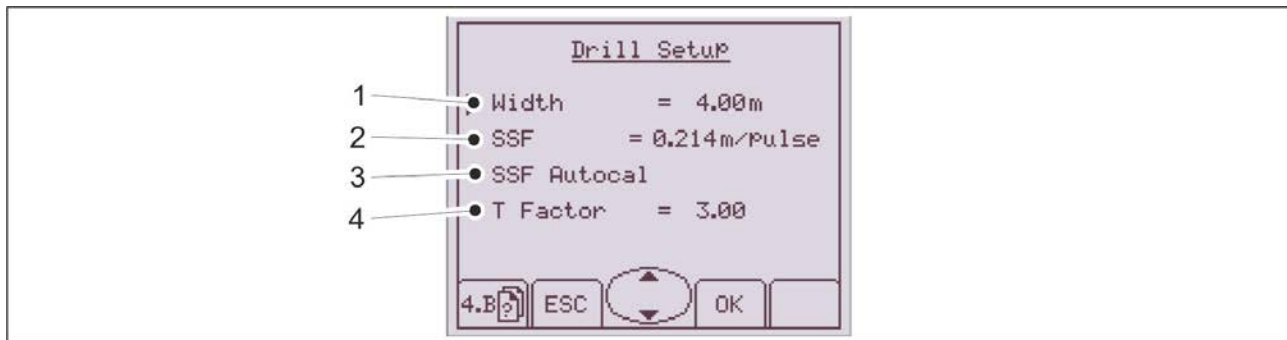 Drill Setup
1 Width = 4.00m
2 SSF = 0.214m/pulse
3 SSF Autocal
4 T Factor = 3.00
4.B ? ESC OK